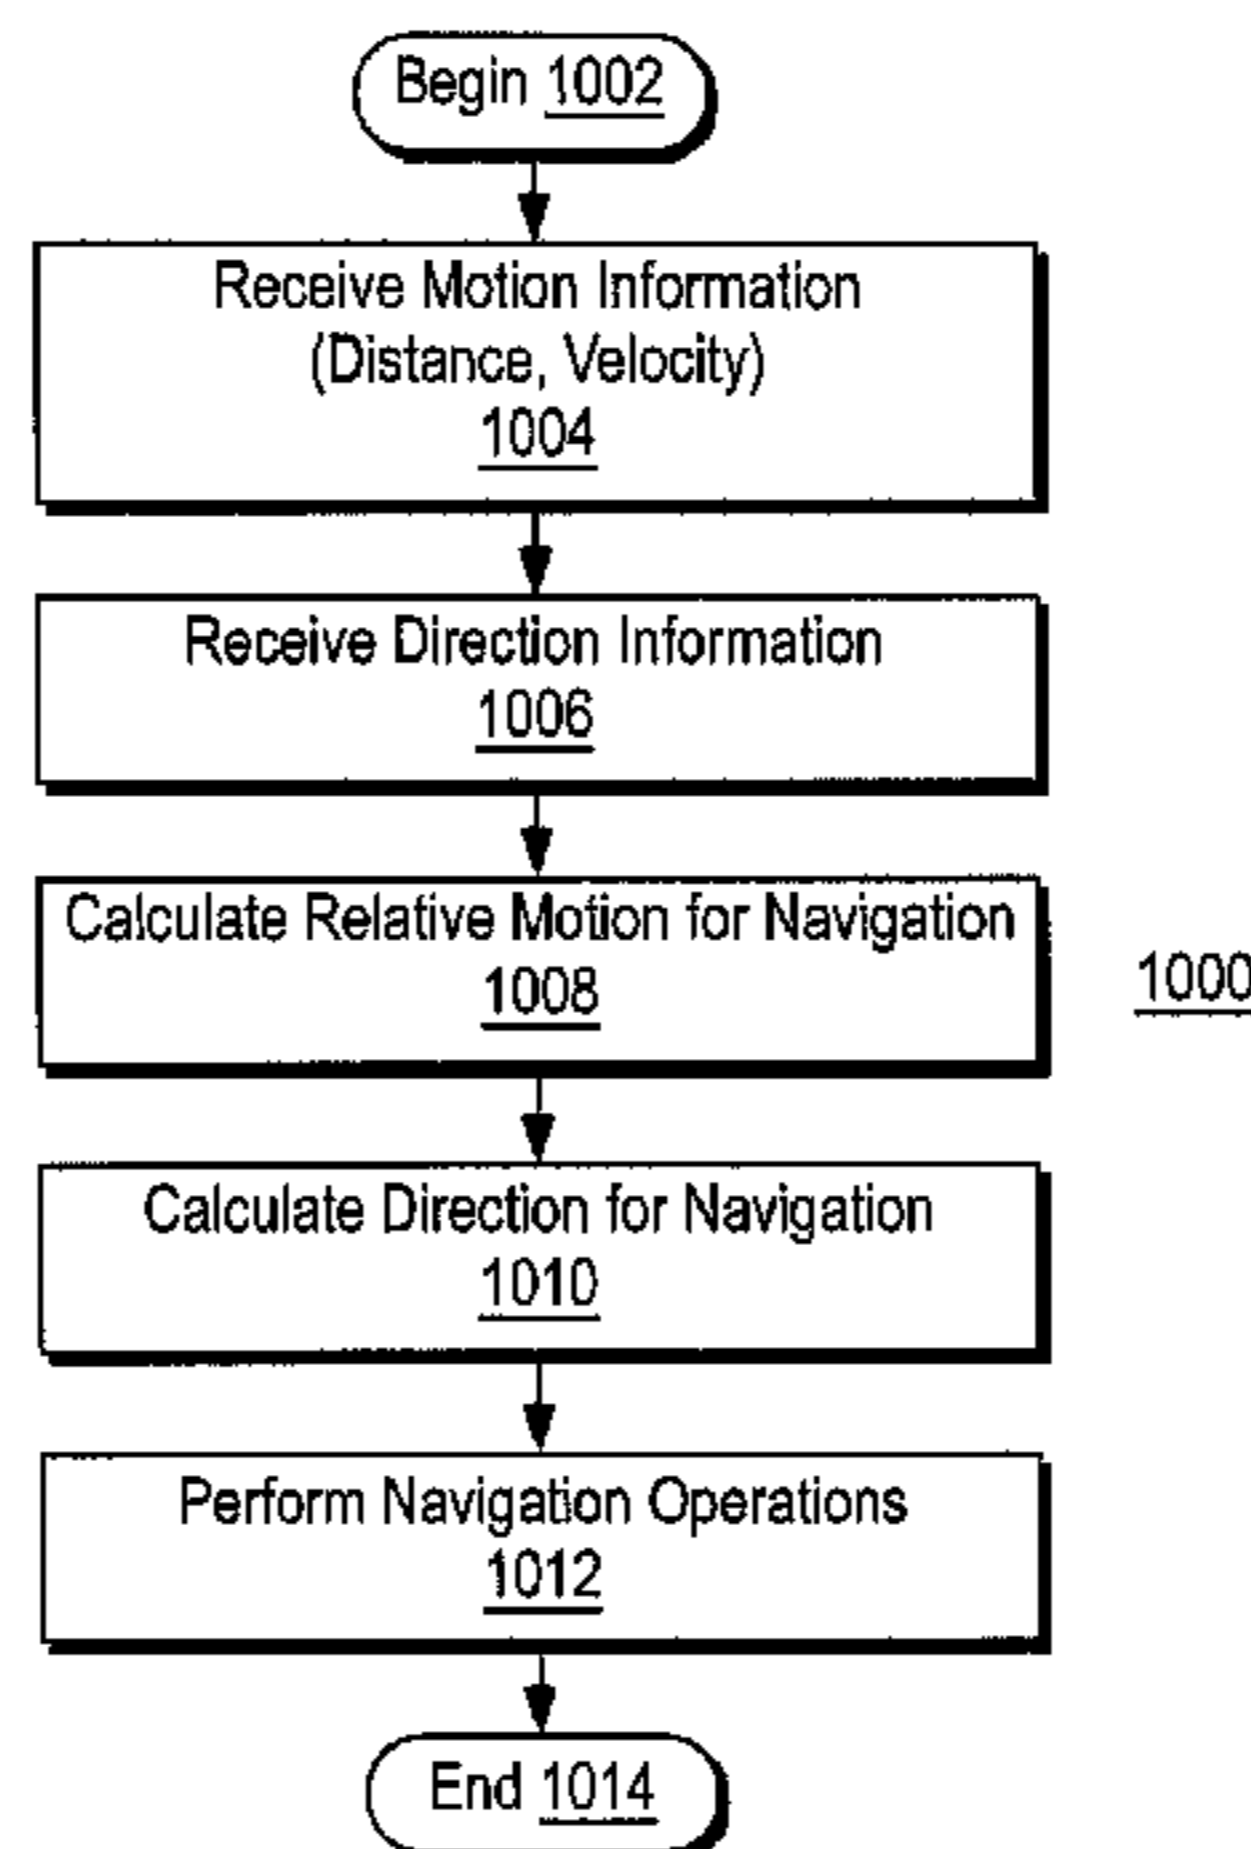 Begin 1002
Receive Motion Information
(Distance, Velocity)
1004
Receive Direction Information
1006
Calculate Relative Motion for Navigation
1008
1000
Calculate Direction for Navigation
1010
Perform Navigation Operations
1012
End 1014